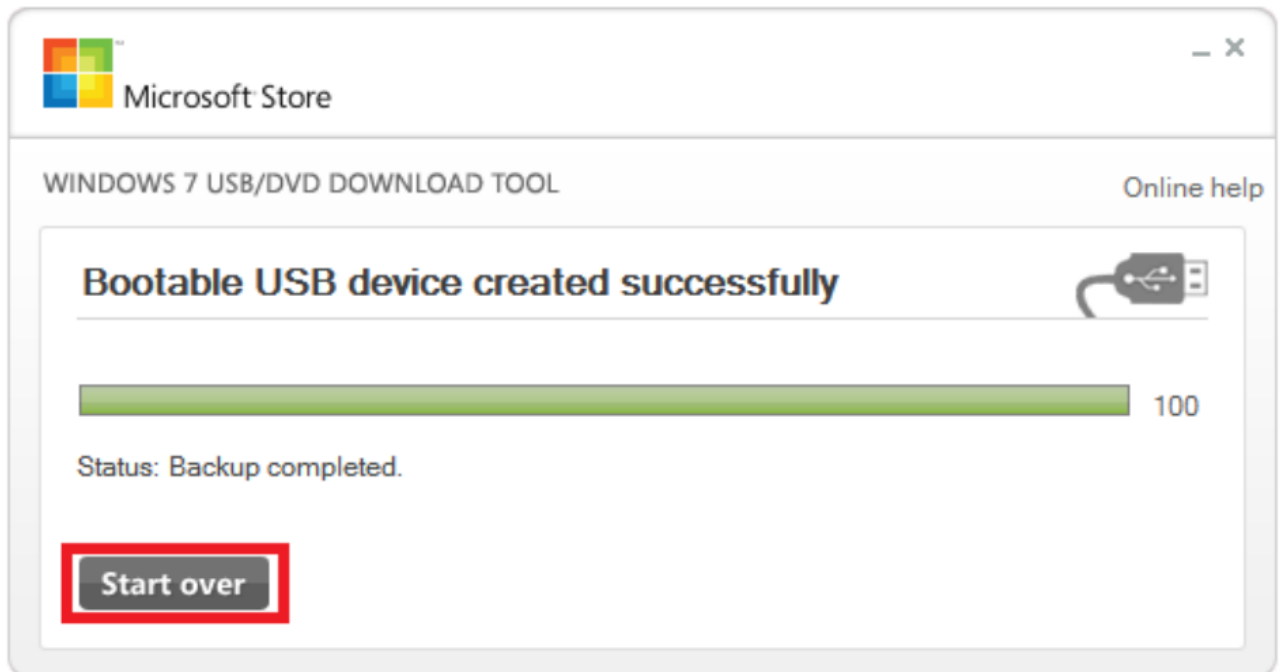 Microsoft Store
WINDOWS 7 USB/DVD DOWNLOAD TOOL
Online help
Bootable USB device created successfully
100
Status: Backup completed.
Start over